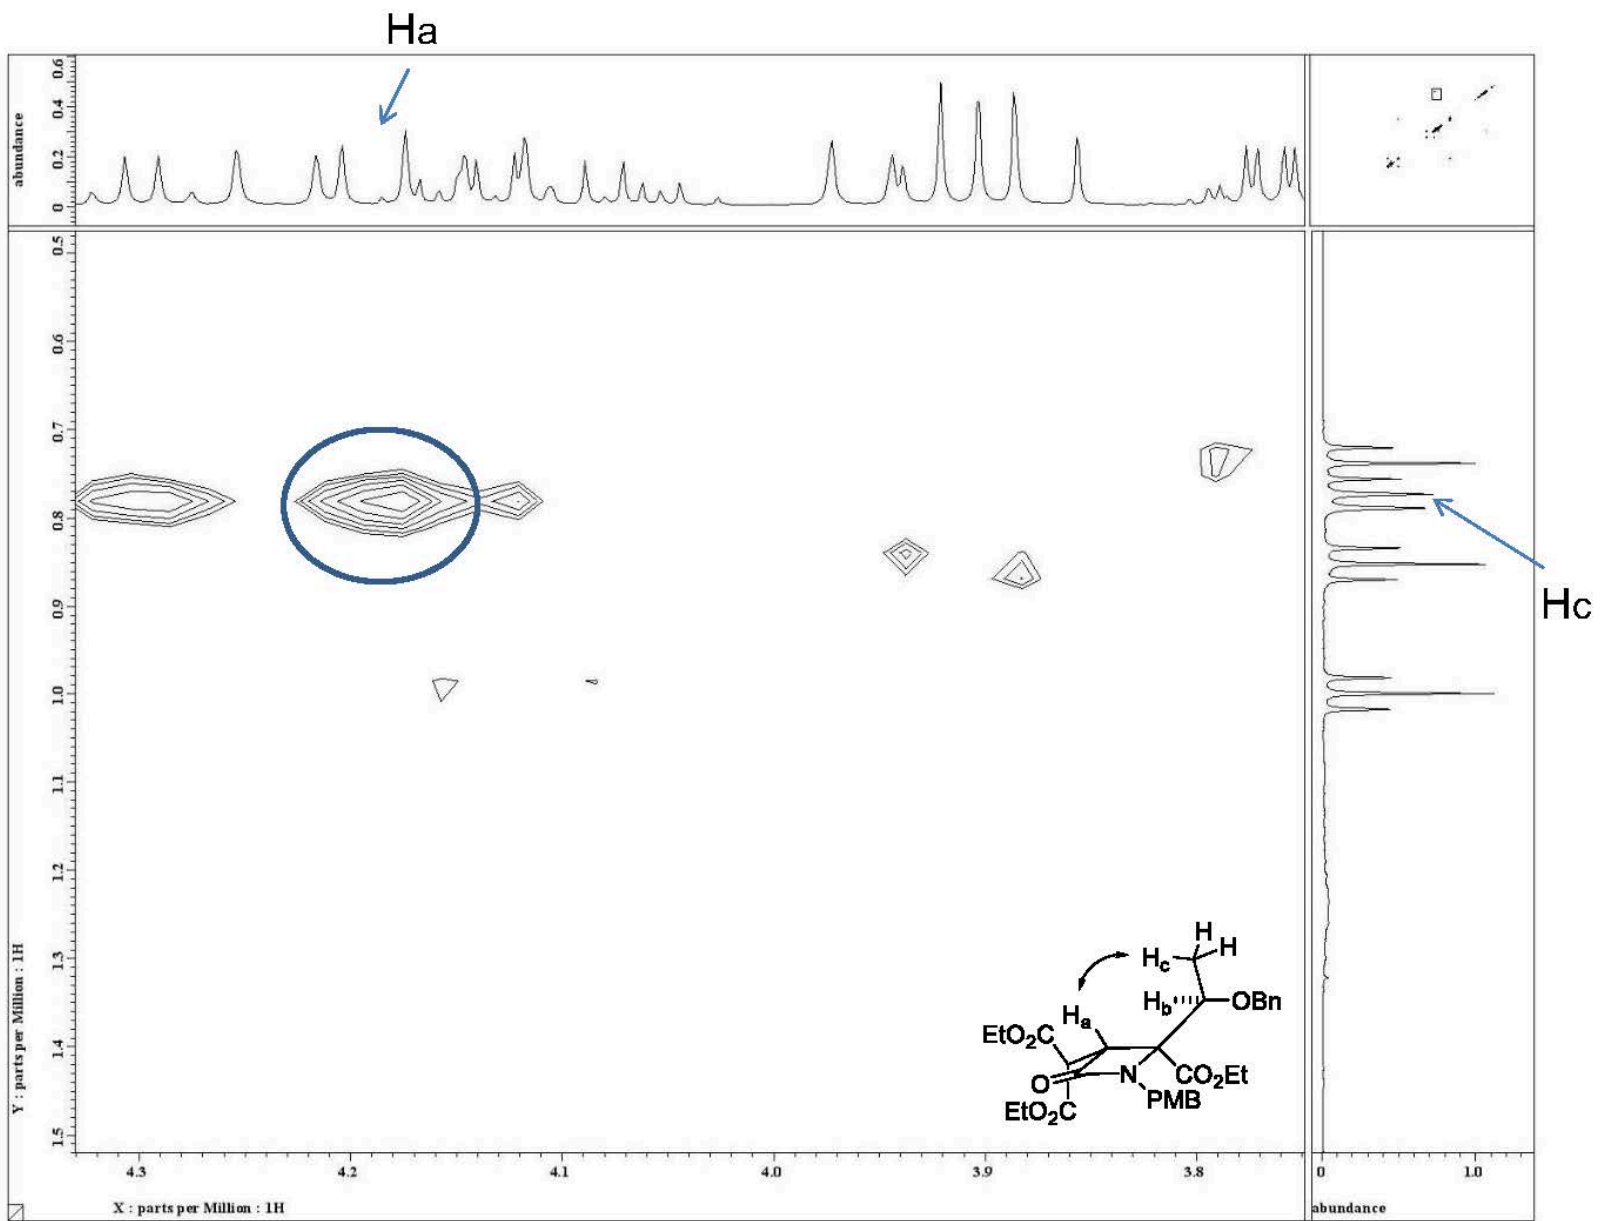 Ha
abundance
0.6
0.4
0.2
0
0.5
0.6
0.7
0.8
0.9
1.0
1.1
1.2
1.3
1.4
1.5
Y : parts per Million : 1H
Hc
H
Hc H
Hb OBn
Ha
EtO2C
O N CO2Et
EtO2C PMB
4.3 4.2 4.1 4.0 3.9 3.8
0 1.0
X : parts per Million : 1H
abundance